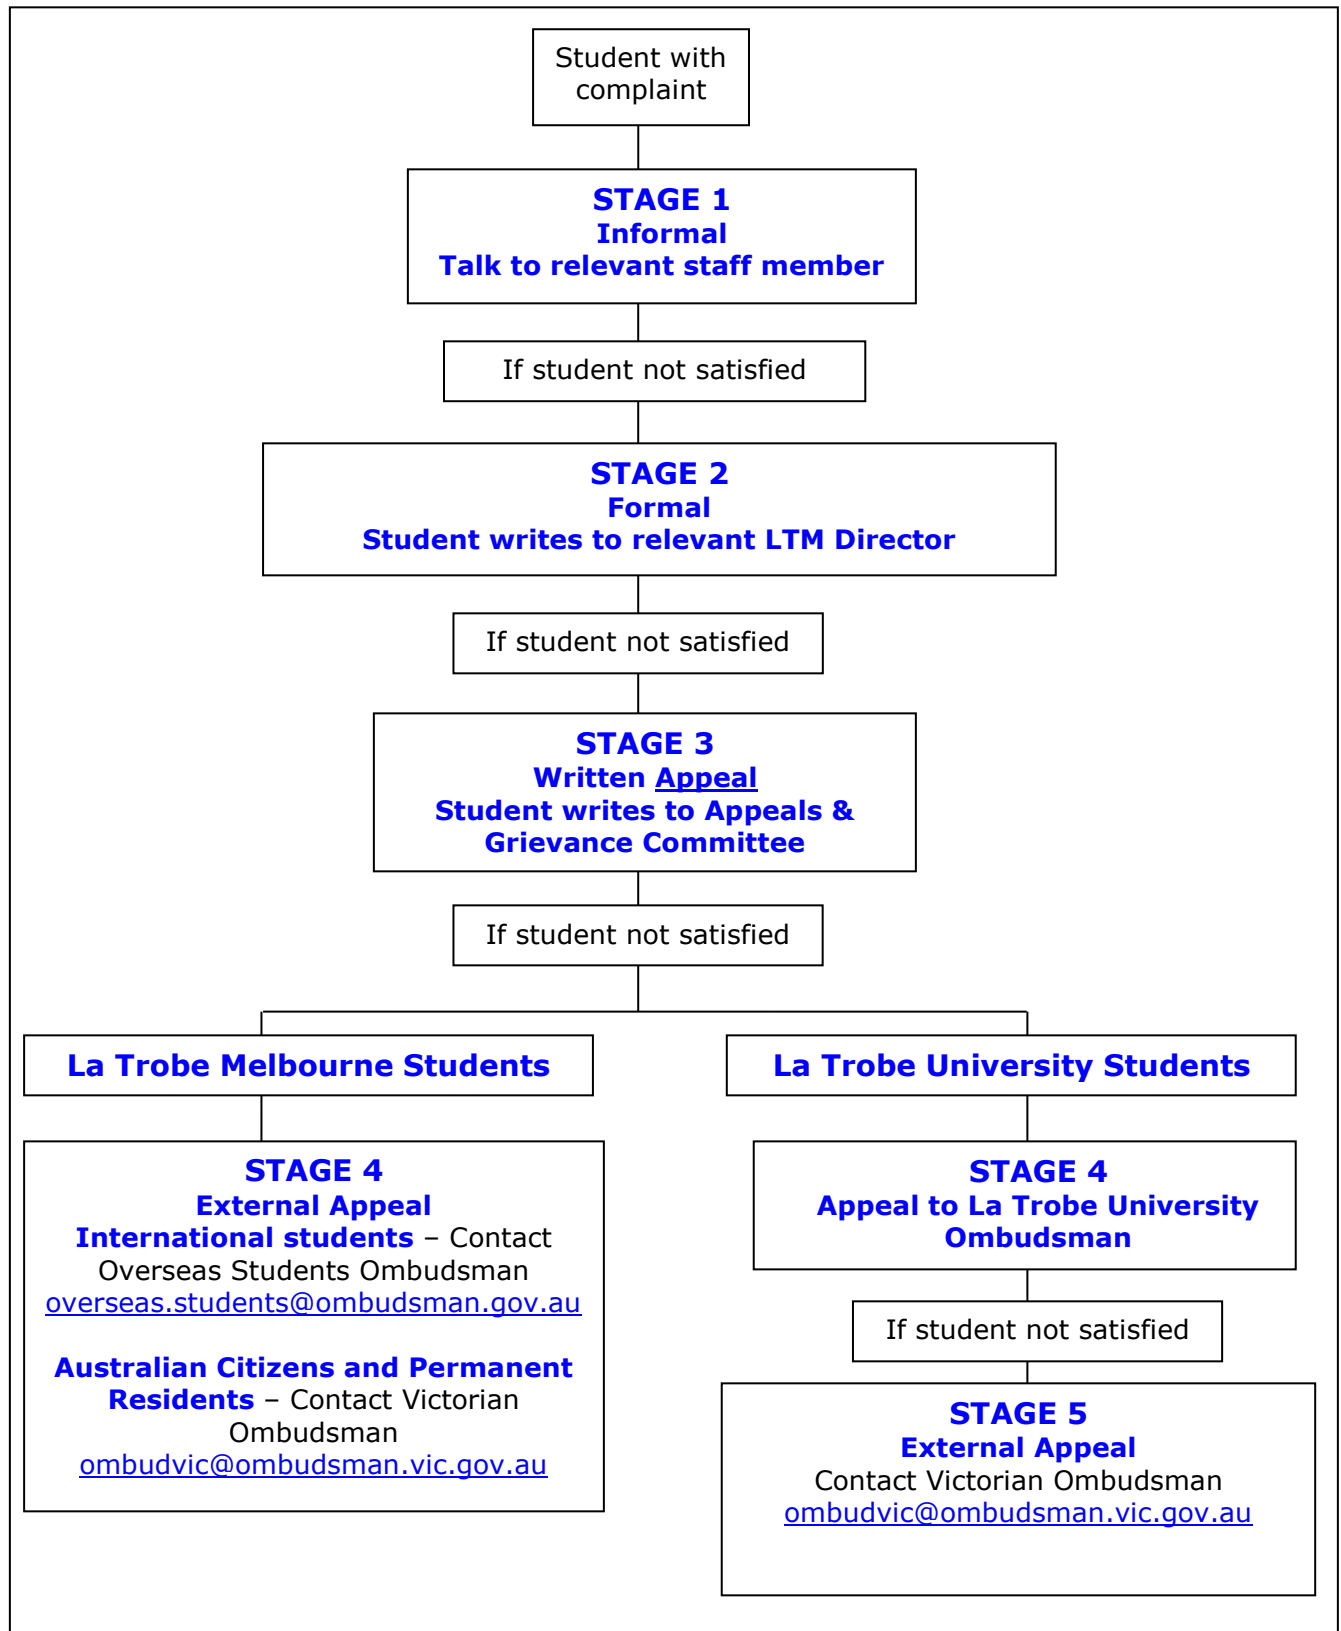 Student with
complaint
STAGE 1
Informal
Talk to relevant staff member
If student not satisfied
STAGE 2
Formal
Student writes to relevant LTM Director
If student not satisfied
STAGE 3
Written Appeal
Student writes to Appeals &
Grievance Committee
If student not satisfied
La Trobe Melbourne Students
STAGE 4
External Appeal
International students – Contact
Overseas Students Ombudsman
overseas.students@ombudsman.gov.au
Australian Citizens and Permanent
Residents – Contact Victorian
Ombudsman
ombudvic@ombudsman.vic.gov.au
La Trobe University Students
STAGE 4
Appeal to La Trobe University
Ombudsman
If student not satisfied
STAGE 5
External Appeal
Contact Victorian Ombudsman
ombudvic@ombudsman.vic.gov.au